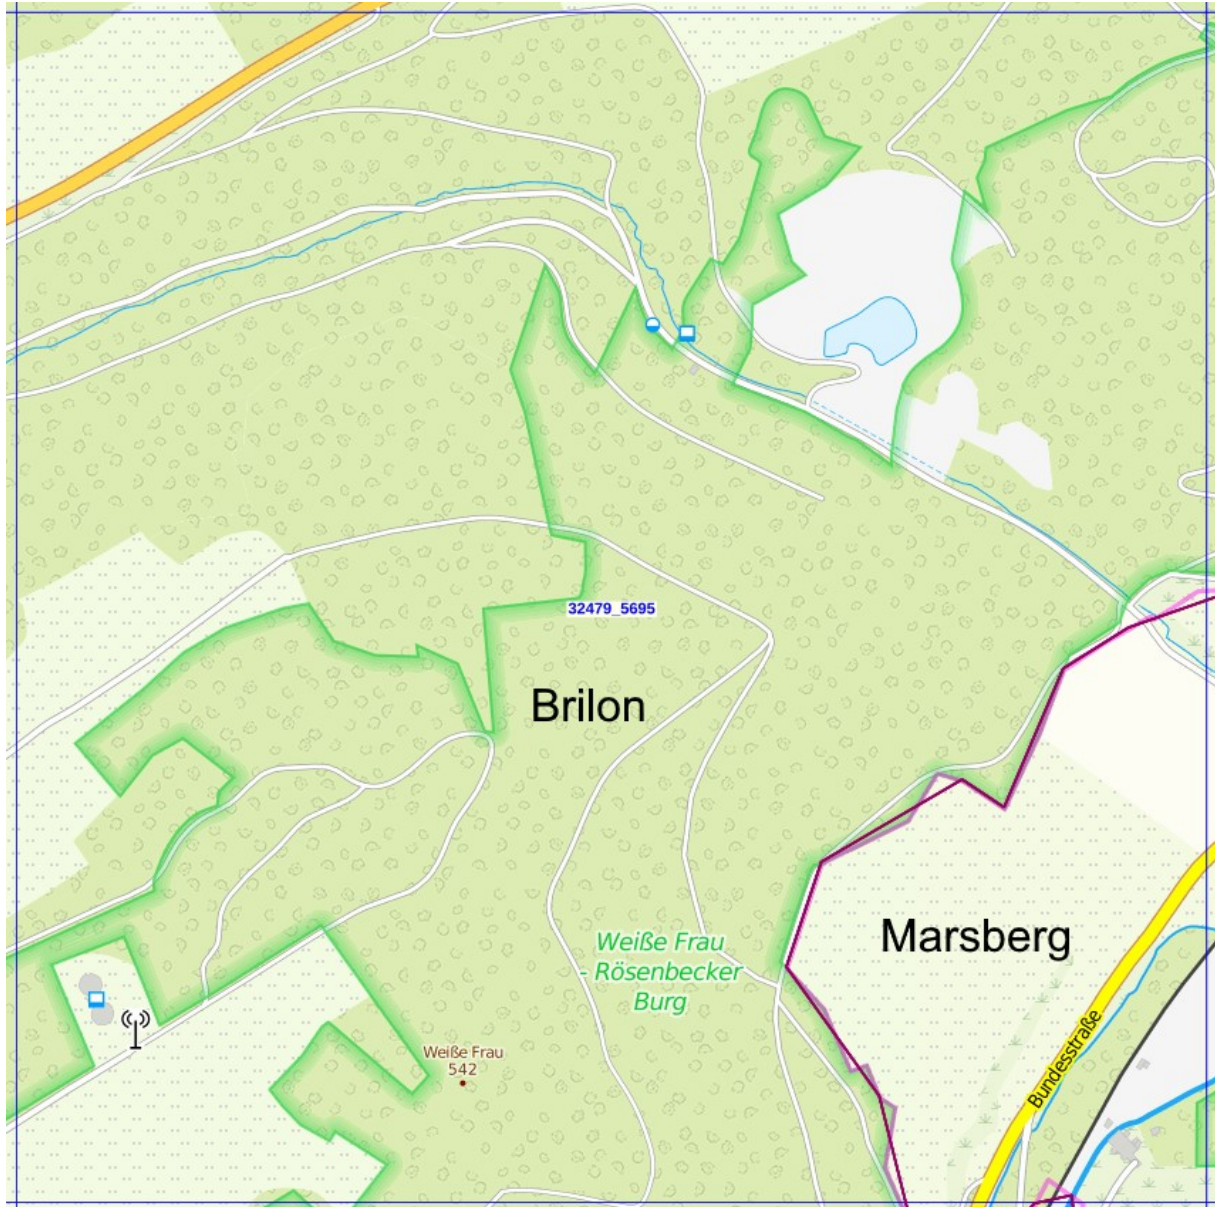 32479_5695
Brilon
Marsberg
Weiße Frau
- Rösenbecker
Burg
Weiße Frau
542
Bundesstraße